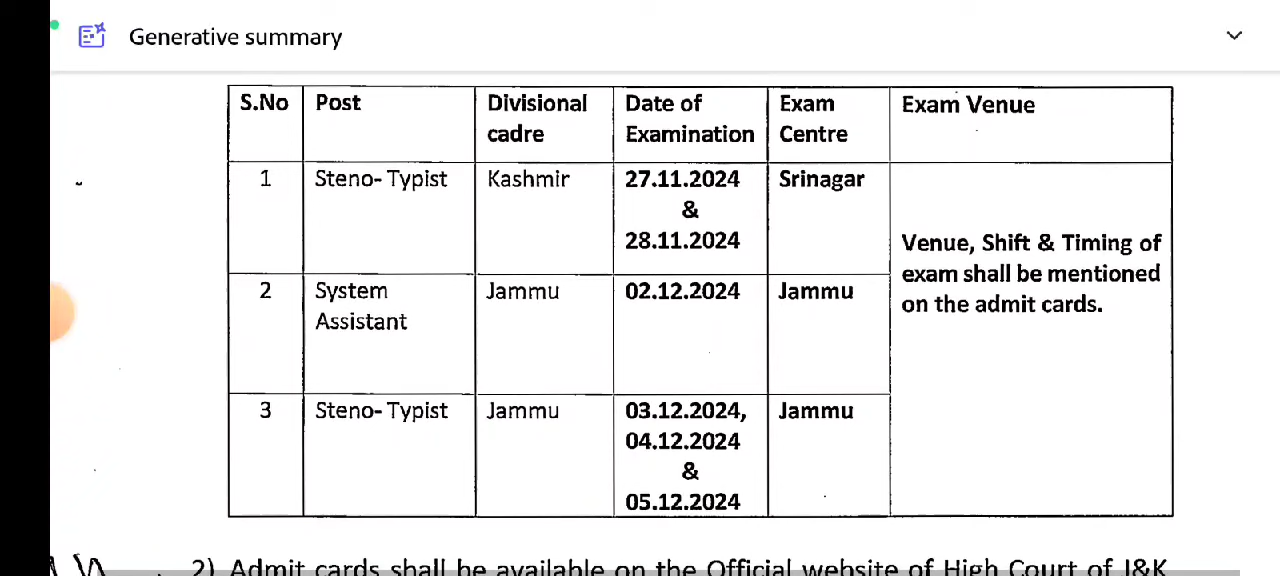 Generative summary
S.No Post Divisional cadre Date of Examination Exam Centre Exam Venue
1 Steno- Typist Kashmir 27.11.2024 & 28.11.2024 Srinagar
Venue, Shift & Timing of
exam shall be mentioned
on the admit cards.
2 System Assistant Jammu 02.12.2024 Jammu
3 Steno- Typist Jammu 03.12.2024, 04.12.2024 & 05.12.2024 Jammu
2) Admit cards shall be available on the Official website of High Court of J&K